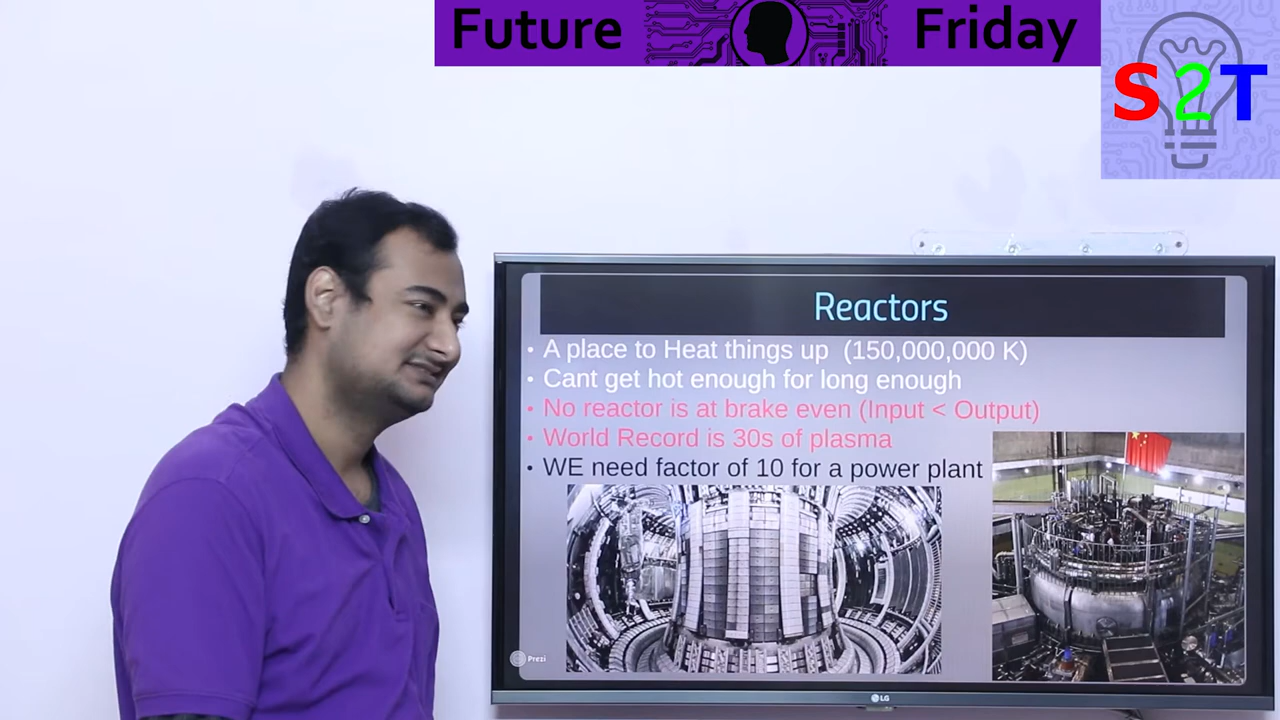 Future Friday
S2T
Reactors
• A place to Heat things up (150,000,000 K)
• Cant get hot enough for long enough
• No reactor is at brake even (Input < Output)
• World Record is 30s of plasma
• WE need factor of 10 for a power plant
Prezi
LG